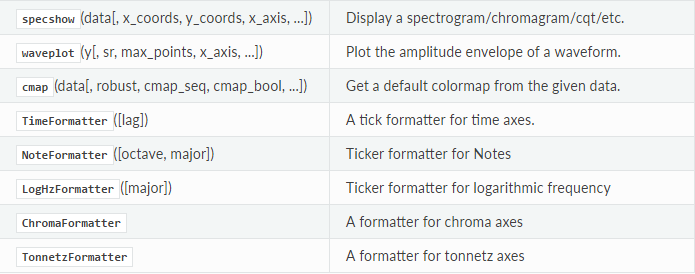 specshow(data[, x_coords, y_coords, x_axis, ...]) Display a spectrogram/chromagram/cqt/etc.
waveplot(y[, sr, max_points, x_axis, ...]) Plot the amplitude envelope of a waveform.
cmap(data[, robust, cmap_seq, cmap_bool, ...]) Get a default colormap from the given data.
TimeFormatter([lag]) A tick formatter for time axes.
NoteFormatter([octave, major]) Ticker formatter for Notes
LogHzFormatter([major]) Ticker formatter for logarithmic frequency
ChromaFormatter A formatter for chroma axes
TonnetzFormatter A formatter for tonnetz axes